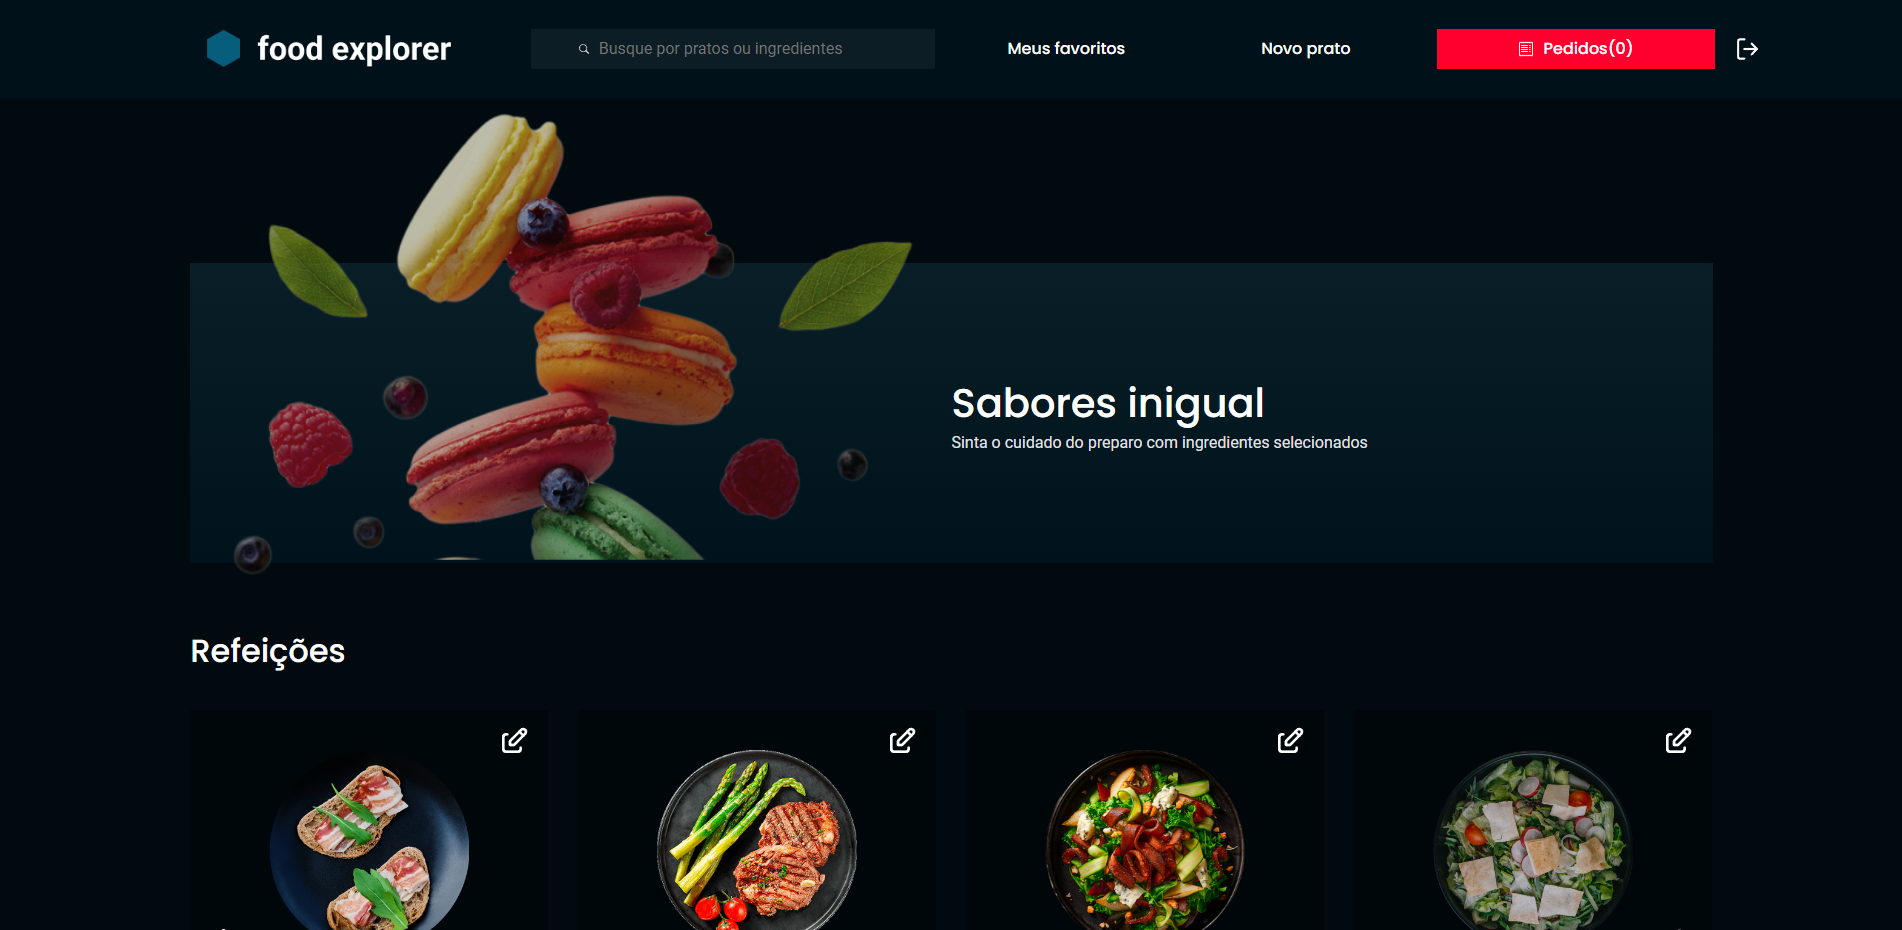 food explorer
Busque por pratos ou ingredientes
Meus favoritos
Novo prato
Pedidos(0)
Sabores inigual
Sinta o cuidado do preparo com ingredientes selecionados
Refeições